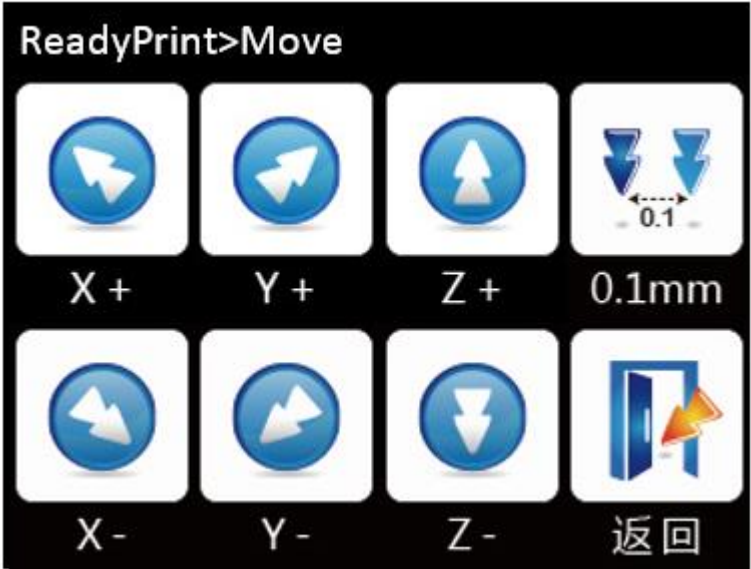 ReadyPrint>Move
0.1
X + Y + Z + 0.1mm
X - Y - Z - 返回